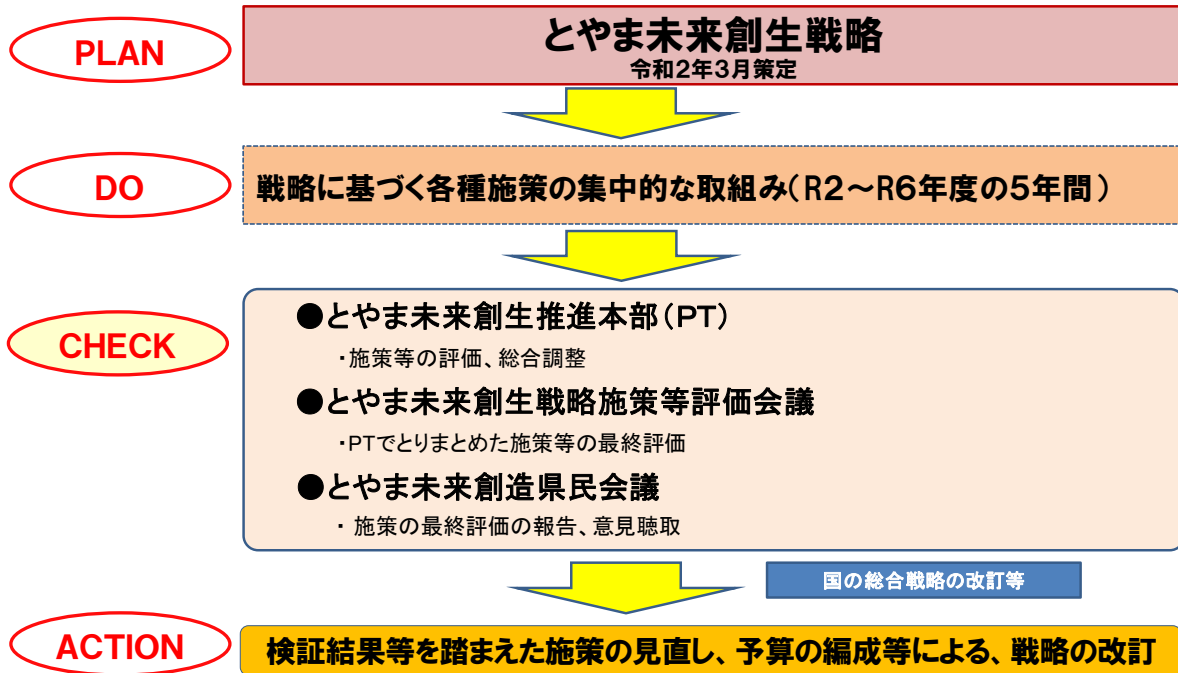 PLAN
とやま未来創生戦略
令和2年3月策定
DO
戦略に基づく各種施策の集中的な取組み(R2～R6年度の5年間)
CHECK
●とやま未来創生推進本部(PT)
・施策等の評価、総合調整
●とやま未来創生戦略施策等評価会議
・PTでとりまとめた施策等の最終評価
●とやま未来創造県民会議
・ 施策の最終評価の報告、意見聴取
国の総合戦略の改訂等
ACTION
検証結果等を踏まえた施策の見直し、予算の編成等による、戦略の改訂